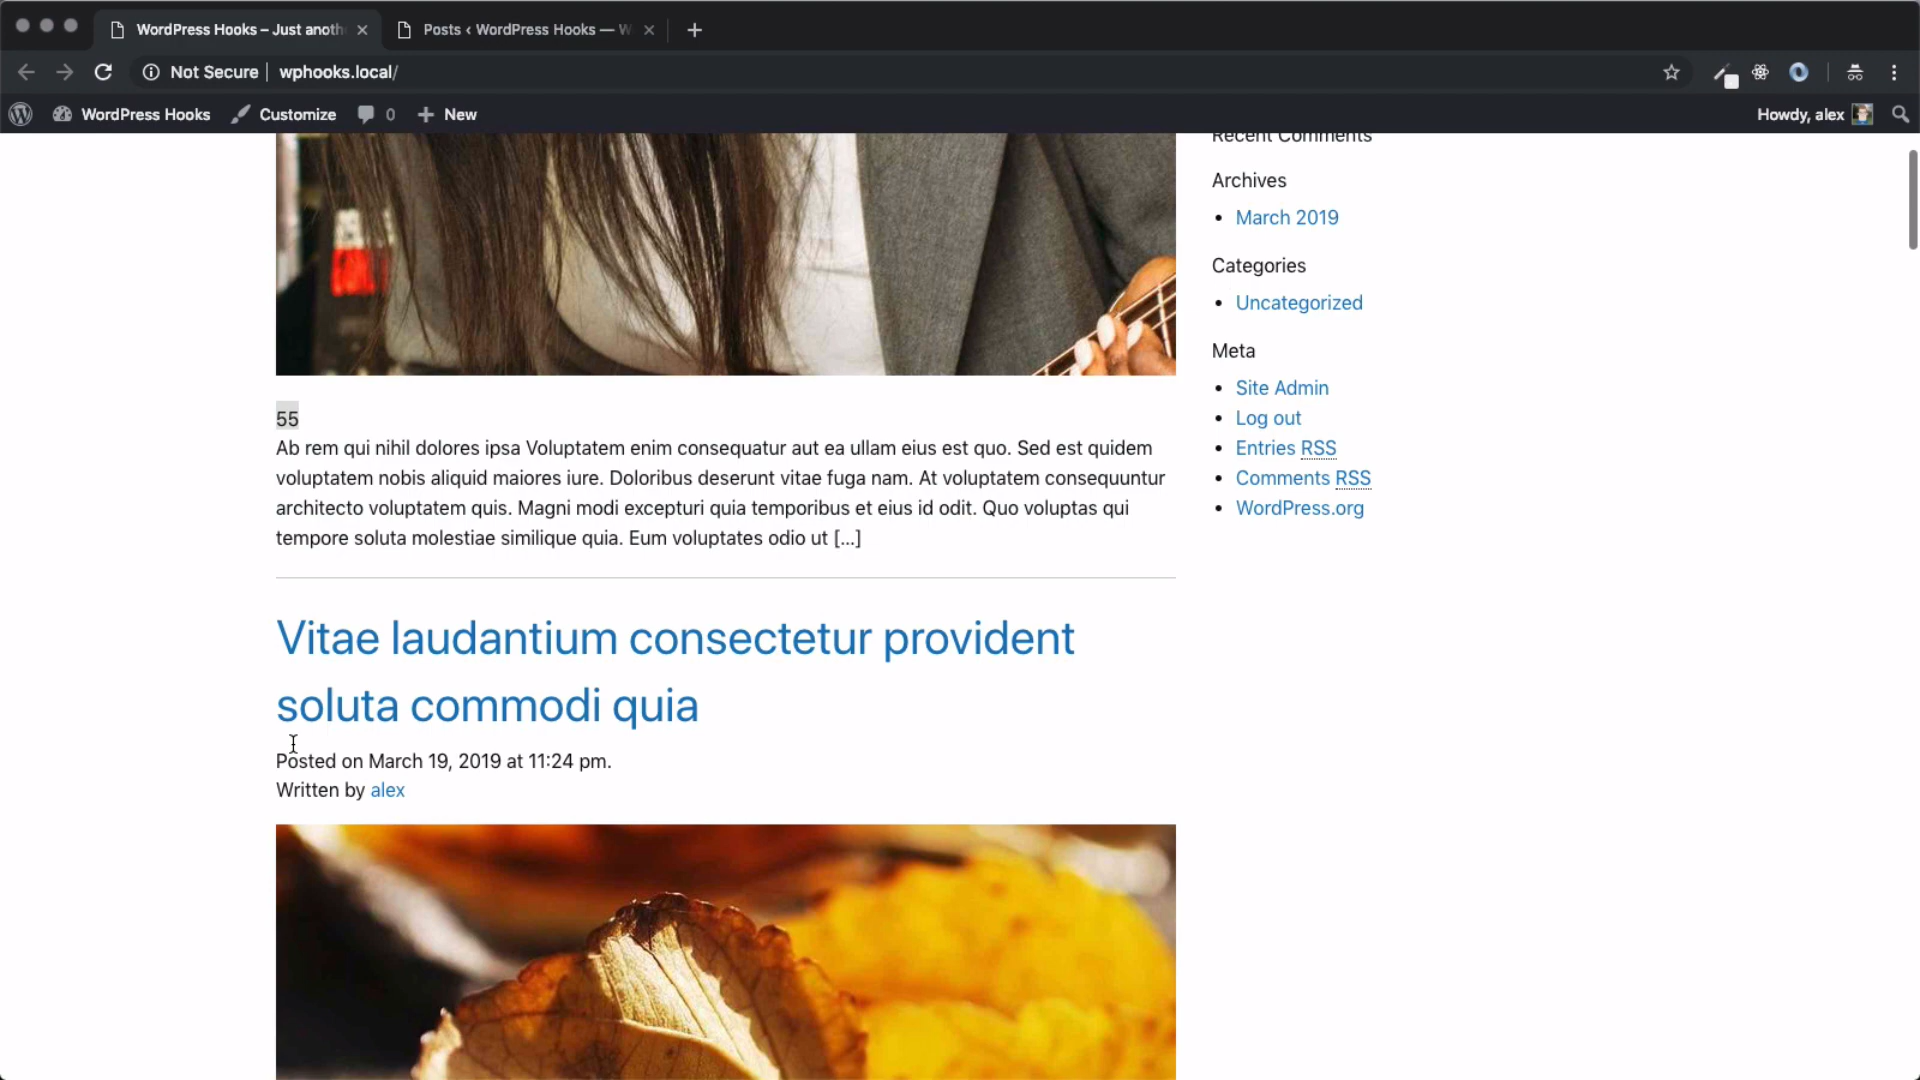 WordPress Hooks – Just anoth
Posts ‹ WordPress Hooks — W
Not Secure
wphooks.local/
WordPress Hooks
Customize
0
New
Howdy, alex
Recent Comments
Archives
March 2019
Categories
Uncategorized
Meta
Site Admin
Log out
Entries RSS
Comments RSS
WordPress.org
55
Ab rem qui nihil dolores ipsa Voluptatem enim consequatur aut ea ullam eius est quo. Sed est quidem
voluptatem nobis aliquid maiores iure. Doloribus deserunt vitae fuga nam. At voluptatem consequuntur
architecto voluptatem quis. Magni modi excepturi quia temporibus et eius id odit. Quo voluptas qui
tempore soluta molestiae similique quia. Eum voluptates odio ut [...]
Vitae laudantium consectetur provident
soluta commodi quia
Posted on March 19, 2019 at 11:24 pm.
Written by alex